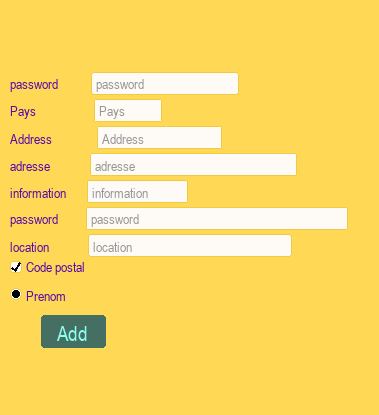 password password
Pays Pays
Address Address
adresse adresse
information information
password password
location location
Code postal
Prenom
Add